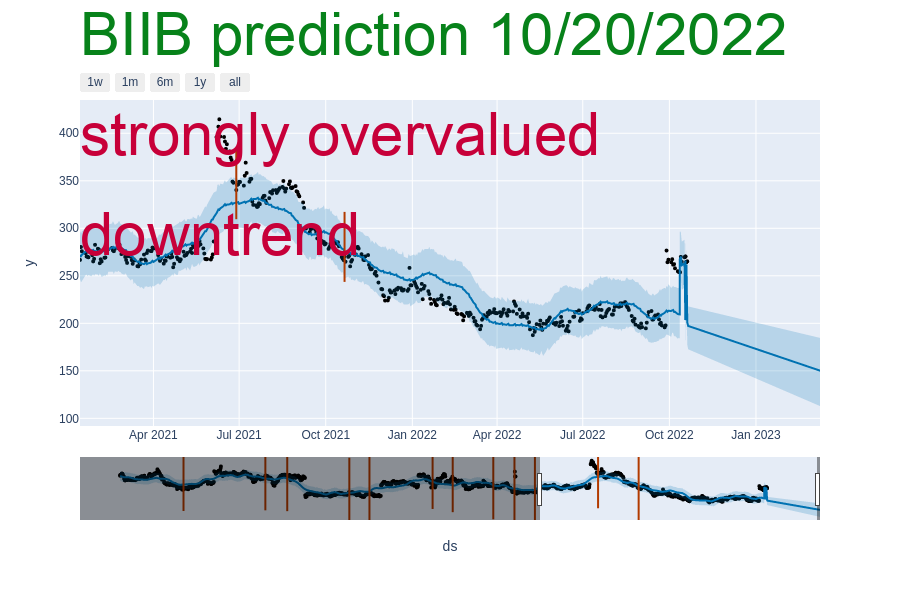 BIIB prediction 10/20/2022
1w 1m 6m 1y all
strongly overvalued
downtrend
y
400
350
300
250
200
150
100
Apr 2021 Jul 2021 Oct 2021 Jan 2022 Apr 2022 Jul 2022 Oct 2022 Jan 2023
ds